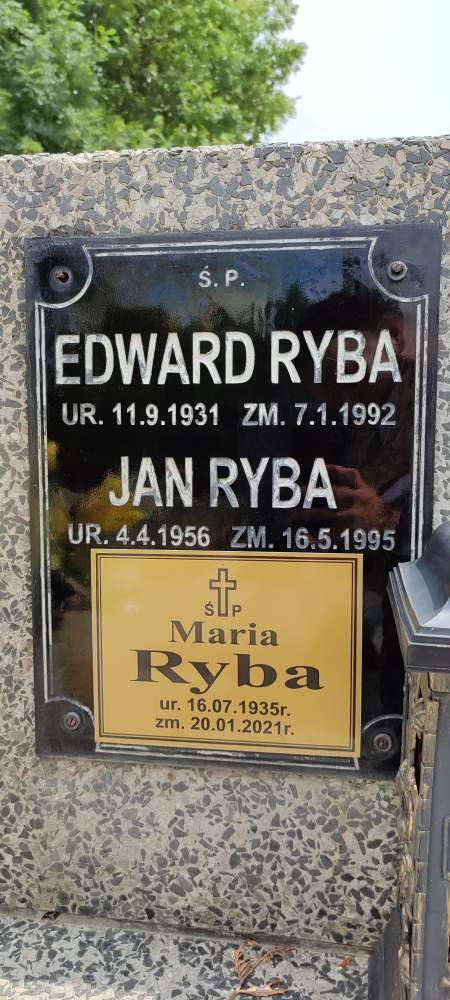 Ś. P.
EDWARD RYBA
UR. 11.9.1931 ZM. 7.1.1992
JAN RYBA
UR. 4.4.1956 ZM. 16.5.1995
Ś P
Maria
Ryba
ur. 16.07.1935r.
zm. 20.01.2021r.